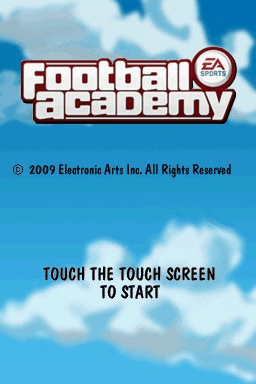 Football
academy
EA
SPORTS
© 2009 Electronic Arts Inc. All Rights Reserved
TOUCH THE TOUCH SCREEN
TO START